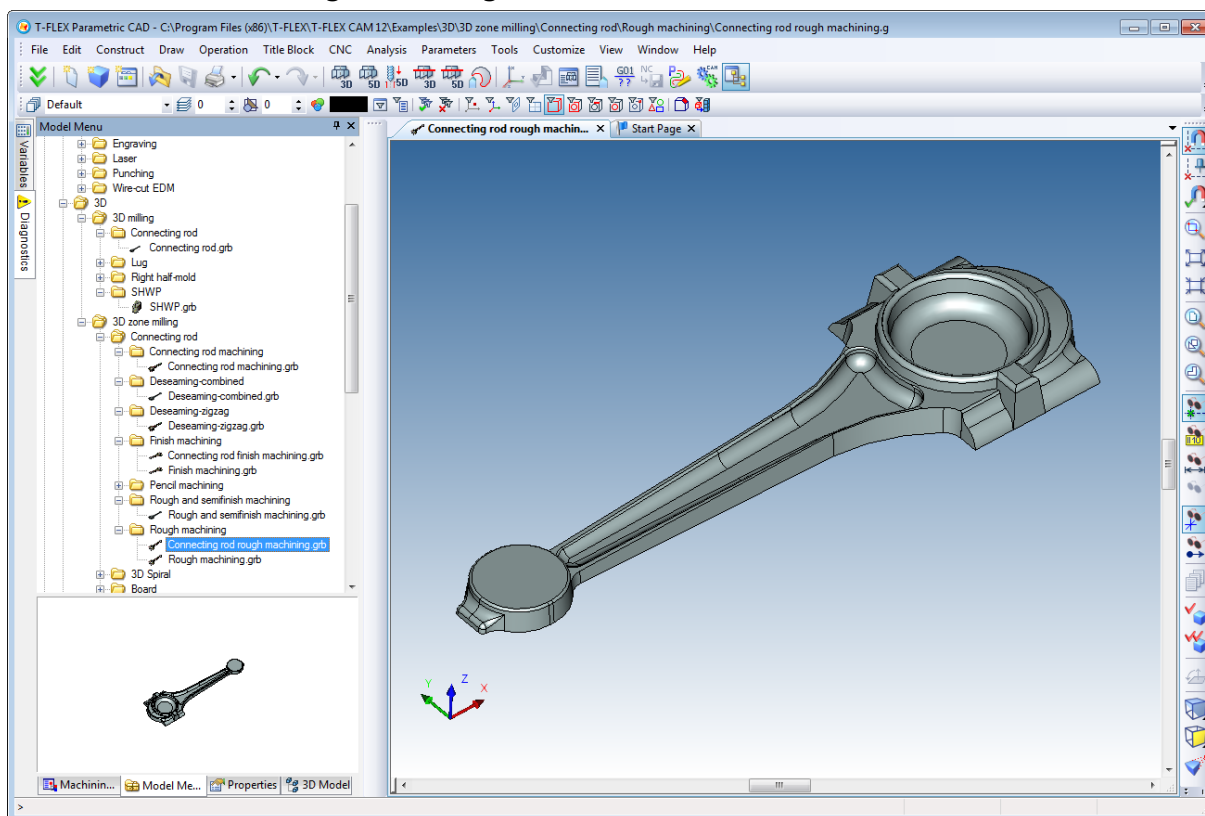 T-FLEX Parametric CAD - C:\Program Files (x86)\T-FLEX\T-FLEX CAM 12\Examples\3D\3D zone milling\Connecting rod\Rough machining\Connecting rod rough machining.g
File Edit Construct Draw Operation Title Block CNC Analysis Parameters Tools Customize View Window Help
3D 5D 5D 3D 5D G01 ?? NC
Default 0 0
Model Menu
Connecting rod rough machin... Start Page
Variables
Diagnostics
Engraving
Laser
Punching
Wire-cut EDM
3D
3D milling
Connecting rod
Connecting rod.grb
Lug
Right half-mold
SHWP
SHWP.grb
3D zone milling
Connecting rod
Connecting rod machining
Connecting rod machining.grb
Deseaming-combined
Deseaming-combined.grb
Deseaming-zigzag
Deseaming-zigzag.grb
Finish machining
Connecting rod finish machining.grb
Finish machining.grb
Pencil machining
Rough and semifinish machining
Rough and semifinish machining.grb
Rough machining
Connecting rod rough machining.grb
Rough machining.grb
3D Spiral
Board
Y Z X
Machinin... Model Me... Properties 3D Model
>